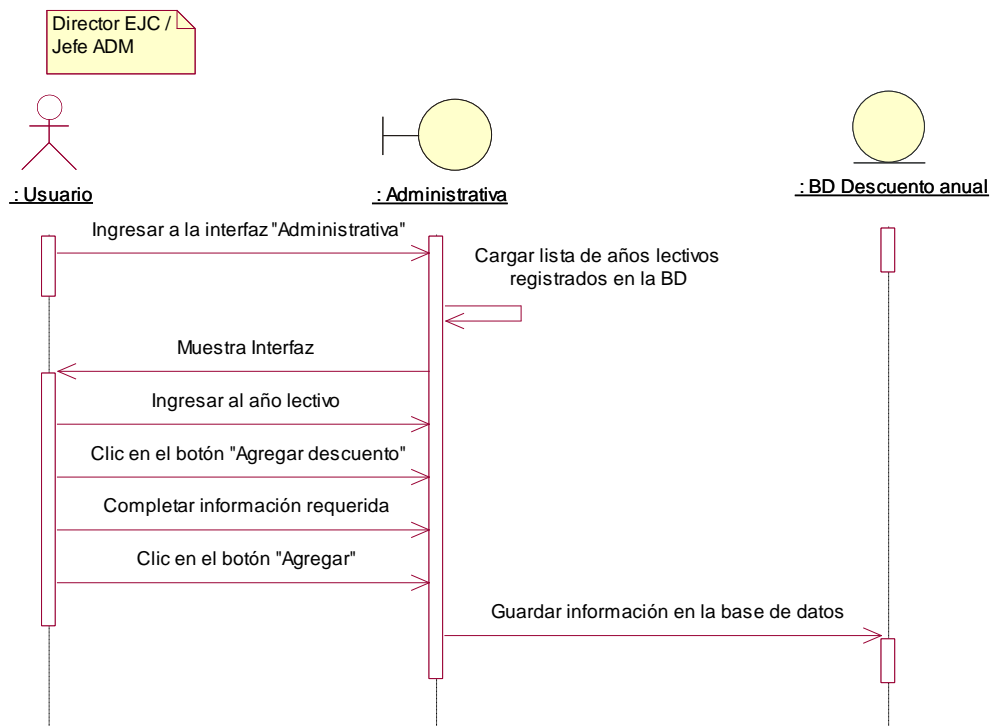 Director EJC /
Jefe ADM
: Usuario
: Administrativa
: BD Descuento anual
Ingresar a la interfaz "Administrativa"
Cargar lista de años lectivos
registrados en la BD
Muestra Interfaz
Ingresar al año lectivo
Clic en el botón "Agregar descuento"
Completar información requerida
Clic en el botón "Agregar"
Guardar información en la base de datos